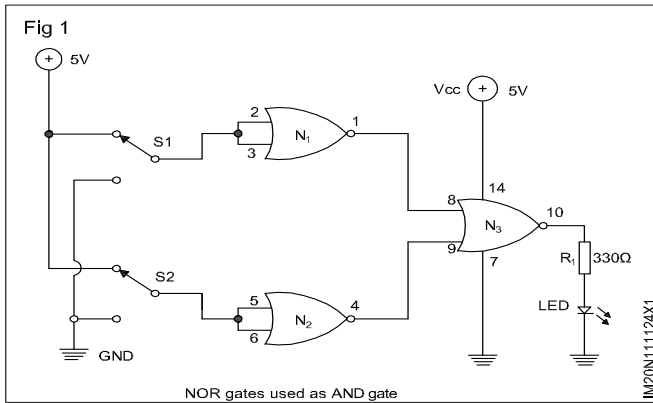 Fig 1
5V
Vcc
5V
S1
2
3
N1
1
14
8
9
N3
10
7
R1
330Ω
LED
S2
5
6
N2
4
GND
NOR gates used as AND gate
IM20N111124X1